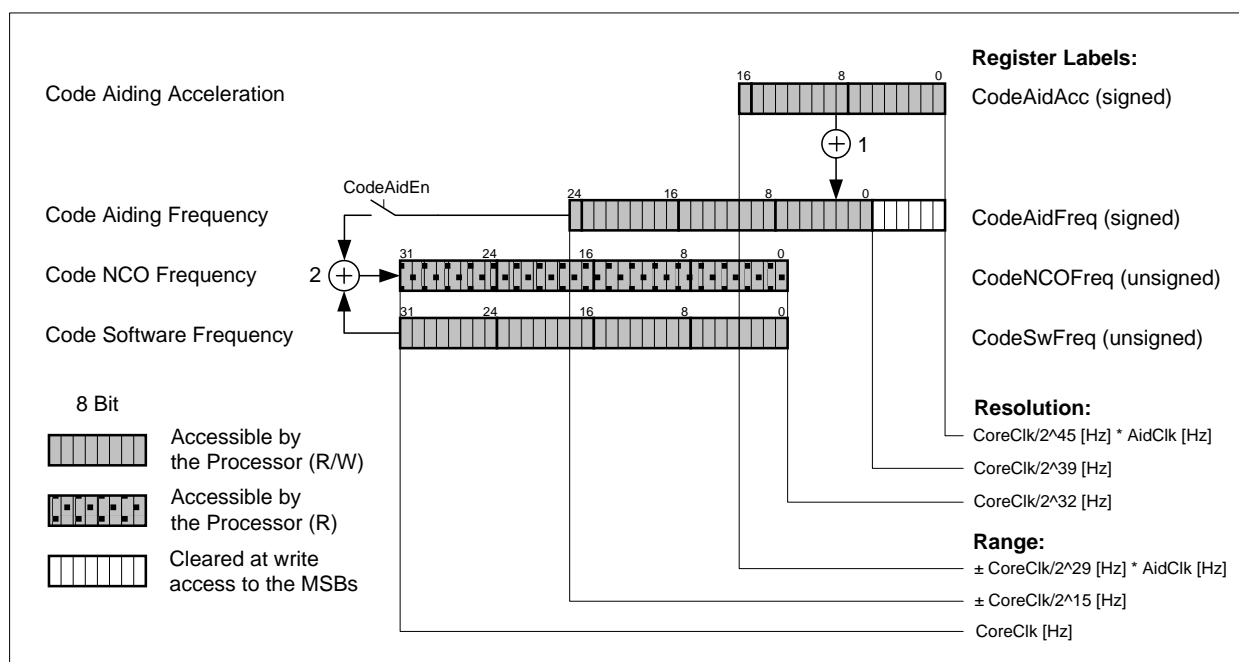 Register Labels:
16 8 0
Code Aiding Acceleration
CodeAidAcc (signed)
1
CodeAidEn
24 16 8 0
Code Aiding Frequency
CodeAidFreq (signed)
31 24 16 8 0
Code NCO Frequency
2
CodeNCOFreq (unsigned)
31 24 16 8 0
Code Software Frequency
CodeSwFreq (unsigned)
8 Bit
Accessible by
the Processor (R/W)
Accessible by
the Processor (R)
Cleared at write
access to the MSBs
Resolution:
CoreClk/2^45 [Hz] * AidClk [Hz]
CoreClk/2^39 [Hz]
CoreClk/2^32 [Hz]
Range:
± CoreClk/2^29 [Hz] * AidClk [Hz]
± CoreClk/2^15 [Hz]
CoreClk [Hz]